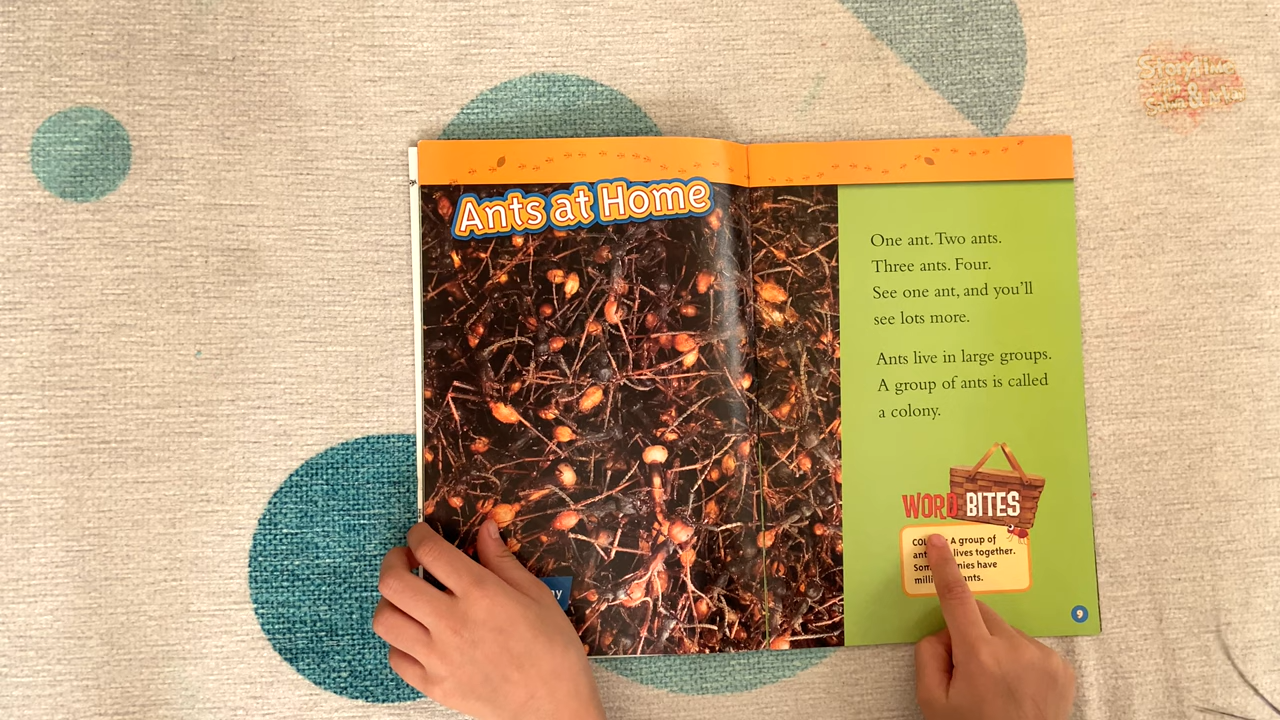 Storytime
with
&
Ants at Home
One ant. Two ants.
Three ants. Four.
See one ant, and you'll
see lots more.
Ants live in large groups.
A group of ants is called
a colony.
WORD BITES
A group of
lives together.
have
ants.
9